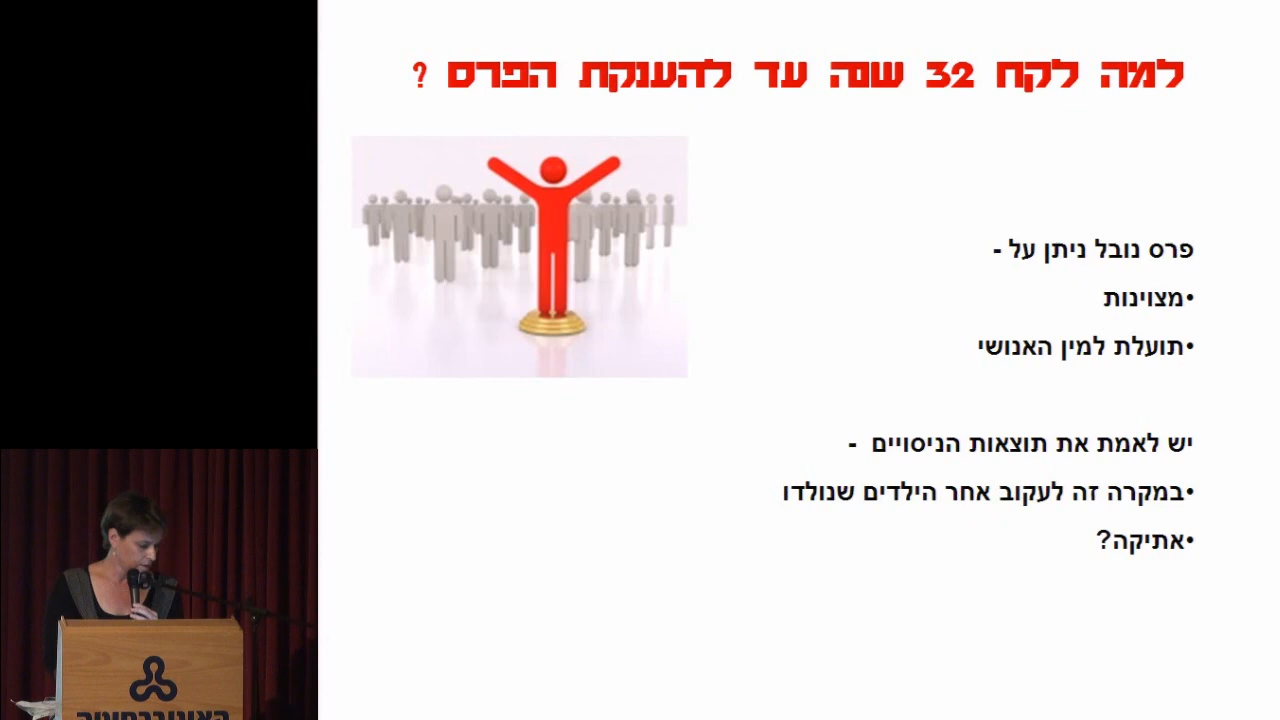 למה לקח 32 שנה עד להענקת הפרס ?
פרס נובל ניתן על -
•מצוינות
•תועלת למין האנושי
יש לאמת את תוצאות הניסויים -
•במקרה זה לעקוב אחר הילדים שנולדו
•אתיקה?
האוניברסיטה